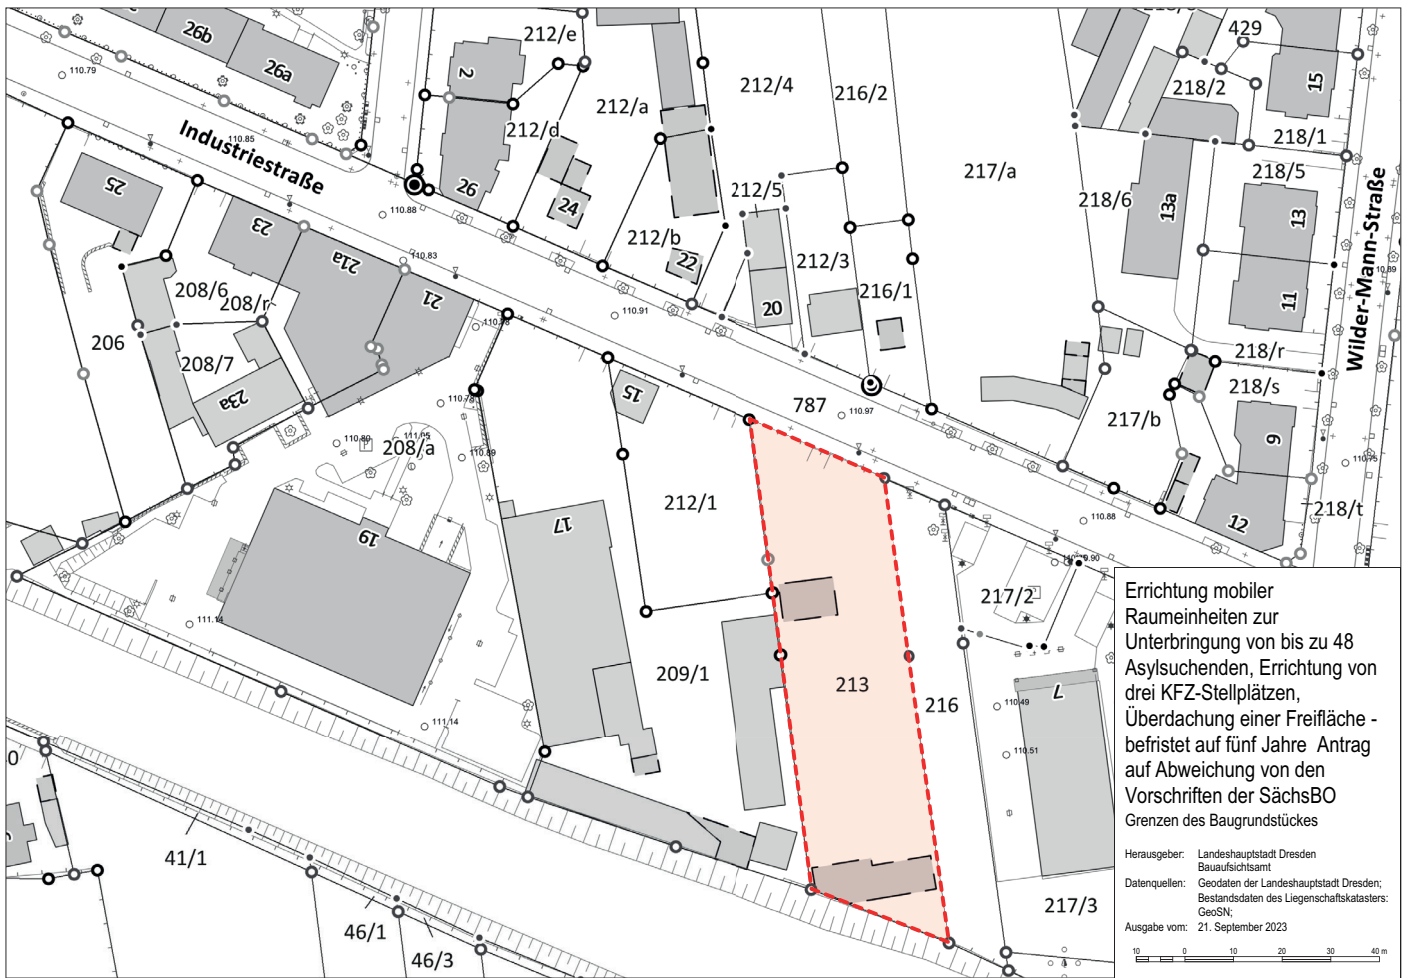 26b
26a
110.79
110.85
Industriestraße
2
212/e
212/a
212/d
26
24
110.88
212/b
22
212/4
216/2
212/5
20
212/3
216/1
217/a
218/6
13a
429
218/2
15
218/1
218/5
13
11
218/r
218/s
9
217/b
12
218/t
Wilder-Mann-Straße
110.75
25
23
21a
21
110.83
208/6
208/r
206
208/7
23a
110.78
110.91
110.78
110.80
111.05
208/a
110.89
15
787
110.97
110.88
212/1
17
19
111.14
111.14
209/1
213
216
217/2
7
110.49
110.51
217/3
41/1
46/1
46/3
Errichtung mobiler
Raumeinheiten zur
Unterbringung von bis zu 48
Asylsuchenden, Errichtung von
drei KFZ-Stellplätzen,
Überdachung einer Freifläche -
befristet auf fünf Jahre Antrag
auf Abweichung von den
Vorschriften der SächsBO
Grenzen des Baugrundstückes
Herausgeber: Landeshauptstadt Dresden
Bauaufsichtsamt
Datenquellen: Geodaten der Landeshauptstadt Dresden;
Bestandsdaten des Liegenschaftskatasters:
GeoSN;
Ausgabe vom: 21. September 2023
10 0 10 20 30 40 m